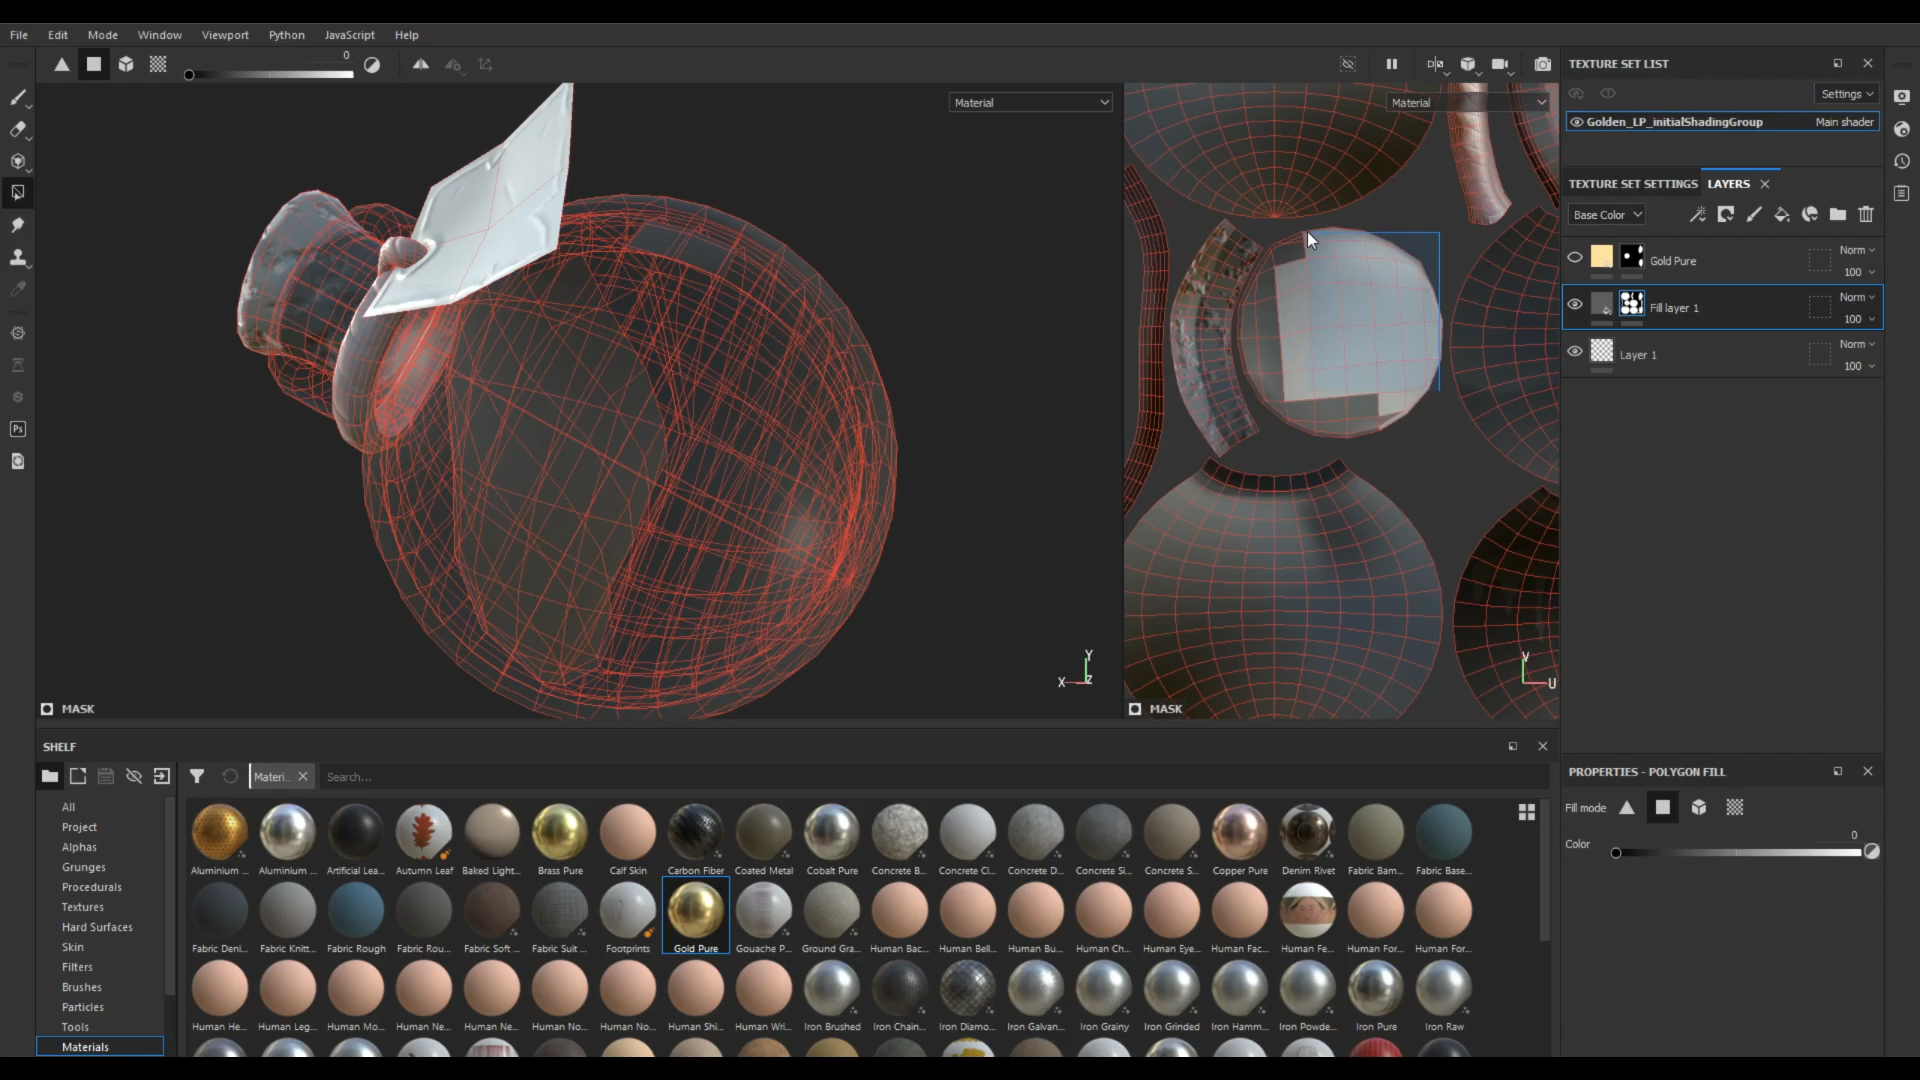 File Edit Mode Window Viewport Python JavaScript Help
0
Material
Material
X Y Z
V U
MASK
MASK
TEXTURE SET LIST
Settings
Golden_LP_initialShadingGroup Main shader
TEXTURE SET SETTINGS LAYERS
Base Color
Gold Pure Norm 100
Fill layer 1 Norm 100
Layer 1 Norm 100
Ps
SHELF
Materi.. Search...
All
Project
Alphas
Grunges
Procedurals
Textures
Hard Surfaces
Skin
Filters
Brushes
Particles
Tools
Materials
Aluminium ... Aluminium ... Artificial Lea... Autumn Leaf Baked Light... Brass Pure Calf Skin Carbon Fiber Coated Metal Cobalt Pure Concrete B... Concrete Cl... Concrete D... Concrete Si... Concrete S... Copper Pure Denim Rivet Fabric Bam... Fabric Base...
Fabric Deni... Fabric Knitt... Fabric Rough Fabric Rou... Fabric Soft ... Fabric Suit ... Footprints Gold Pure Gouache P... Ground Gra... Human Bac... Human Bell... Human Bu... Human Ch... Human Eye... Human Fac... Human Fe... Human For... Human For...
Human He... Human Leg... Human Mo... Human Ne... Human Ne... Human No... Human No... Human Shi... Human Wri... Iron Brushed Iron Chain... Iron Diamo... Iron Galvan... Iron Grainy Iron Grinded Iron Hamm... Iron Powde... Iron Pure Iron Raw
PROPERTIES - POLYGON FILL
Fill mode
Color 0